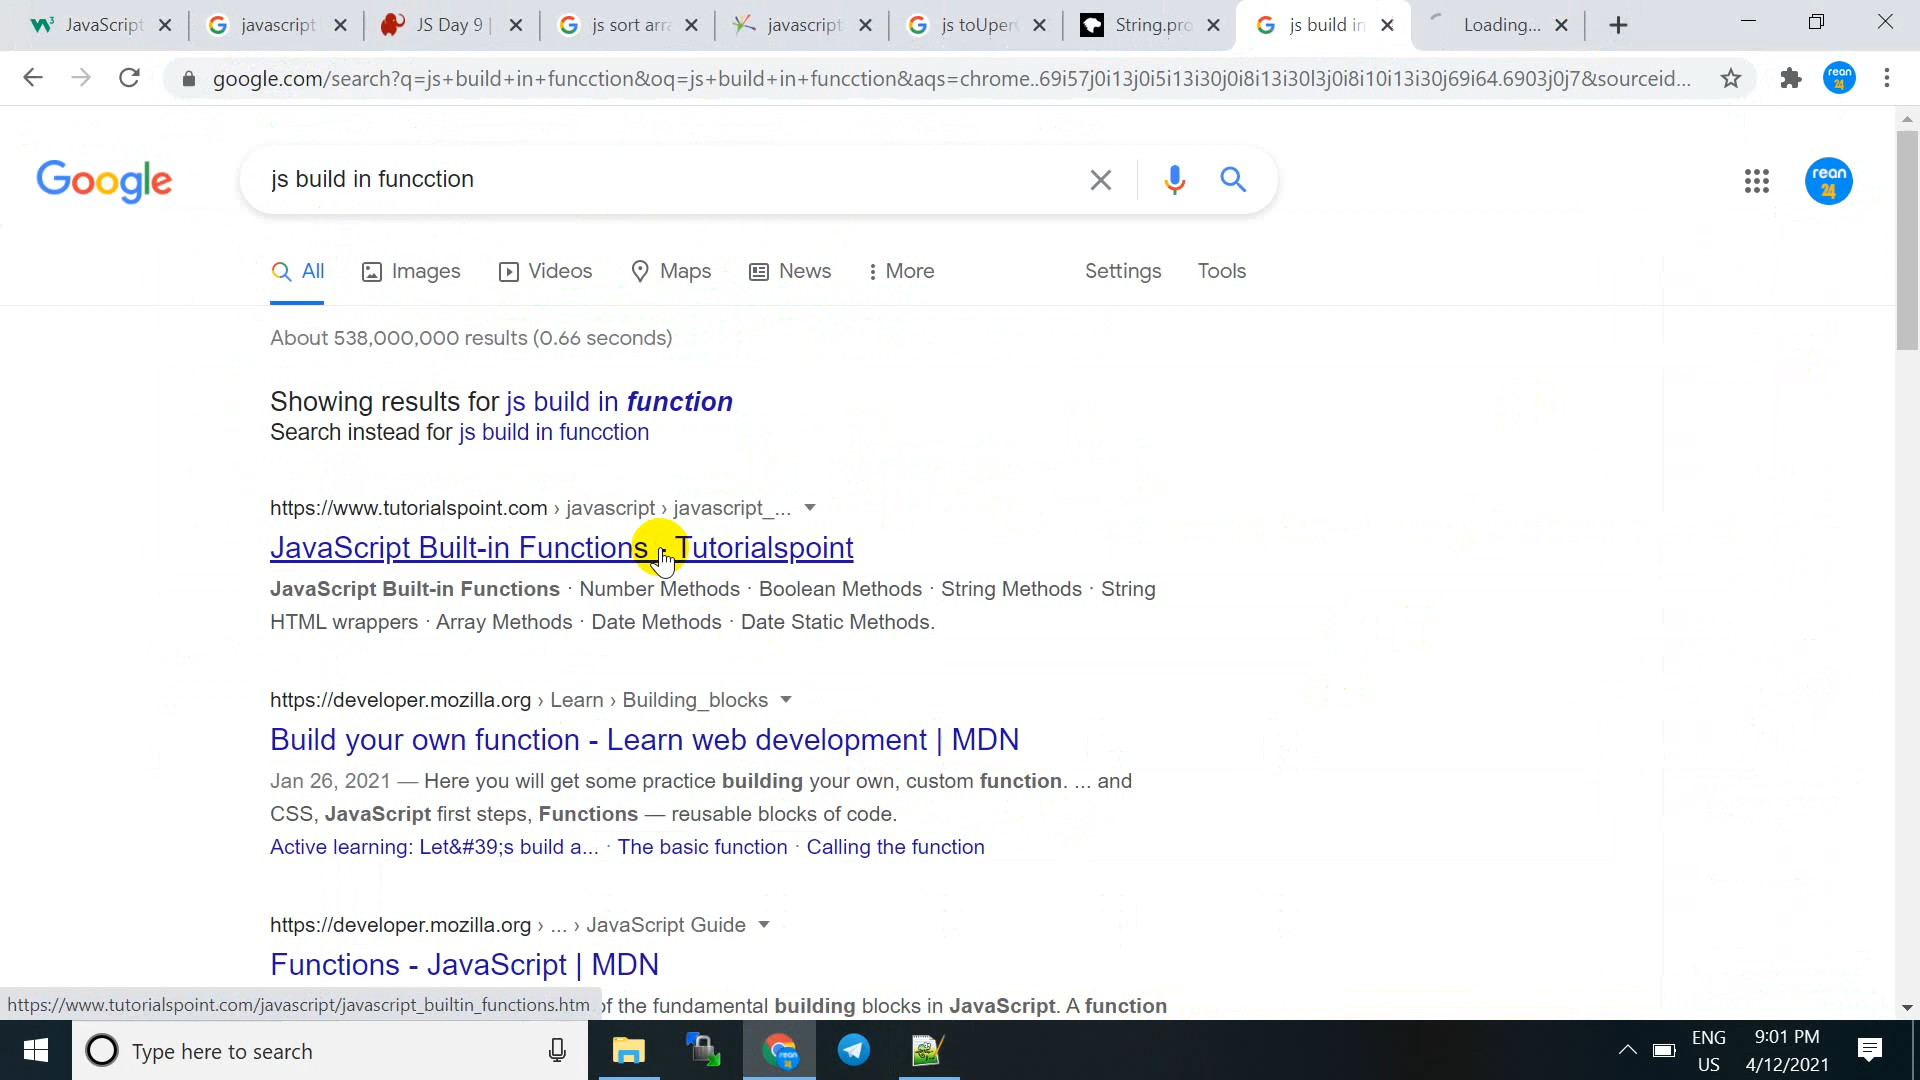 JavaScript
javascript
JS Day 9 |
js sort arra
javascript
js toUper
String.pro
js build in
Loading...
google.com/search?q=js+build+in+funcction&oq=js+build+in+funcction&aqs=chrome..69i57j0i13j0i5i13i30j0i8i13i30l3j0i8i10i13i30j69i64.6903j0j7&sourceid...
rean
24
Google
js build in funcction
rean
24
All
Images
Videos
Maps
News
More
Settings
Tools
About 538,000,000 results (0.66 seconds)
Showing results for js build in function
Search instead for js build in funcction
https://www.tutorialspoint.com › javascript › javascript_...
JavaScript Built-in Functions - Tutorialspoint
JavaScript Built-in Functions · Number Methods · Boolean Methods · String Methods · String
HTML wrappers · Array Methods · Date Methods · Date Static Methods.
https://developer.mozilla.org › Learn › Building_blocks
Build your own function - Learn web development | MDN
Jan 26, 2021 — Here you will get some practice building your own, custom function. ... and
CSS, JavaScript first steps, Functions — reusable blocks of code.
Active learning: Let&#39;s build a... · The basic function · Calling the function
https://developer.mozilla.org › ... › JavaScript Guide
Functions - JavaScript | MDN
https://www.tutorialspoint.com/javascript/javascript_builtin_functions.htm
of the fundamental building blocks in JavaScript. A function
Type here to search
rean
24
ENG
US
9:01 PM
4/12/2021